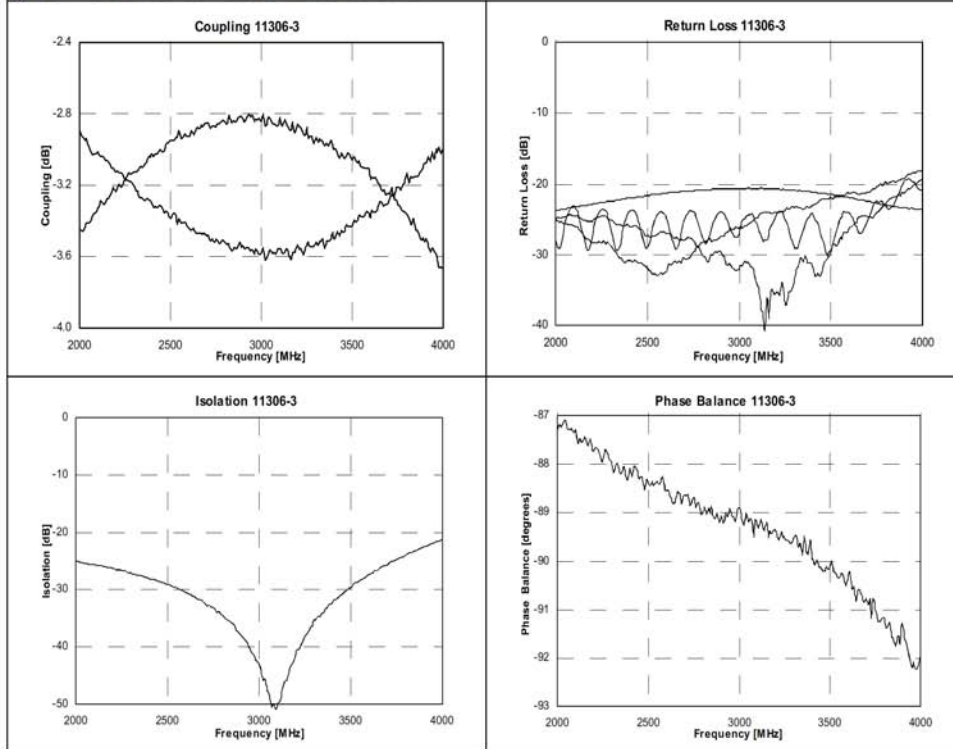 Coupling 11306-3
Coupling [dB]
-2.4
-2.8
-3.2
-3.6
-4.0
2000 2500 3000 3500 4000
Frequency [MHz]
Return Loss 11306-3
Return Loss [dB]
0
-10
-20
-30
-40
2000 2500 3000 3500 4000
Frequency [MHz]
Isolation 11306-3
Isolation [dB]
0
-10
-20
-30
-40
-50
2000 2500 3000 3500 4000
Frequency [MHz]
Phase Balance 11306-3
Phase Balance [degrees]
-87
-88
-89
-90
-91
-92
-93
2000 2500 3000 3500 4000
Frequency [MHz]